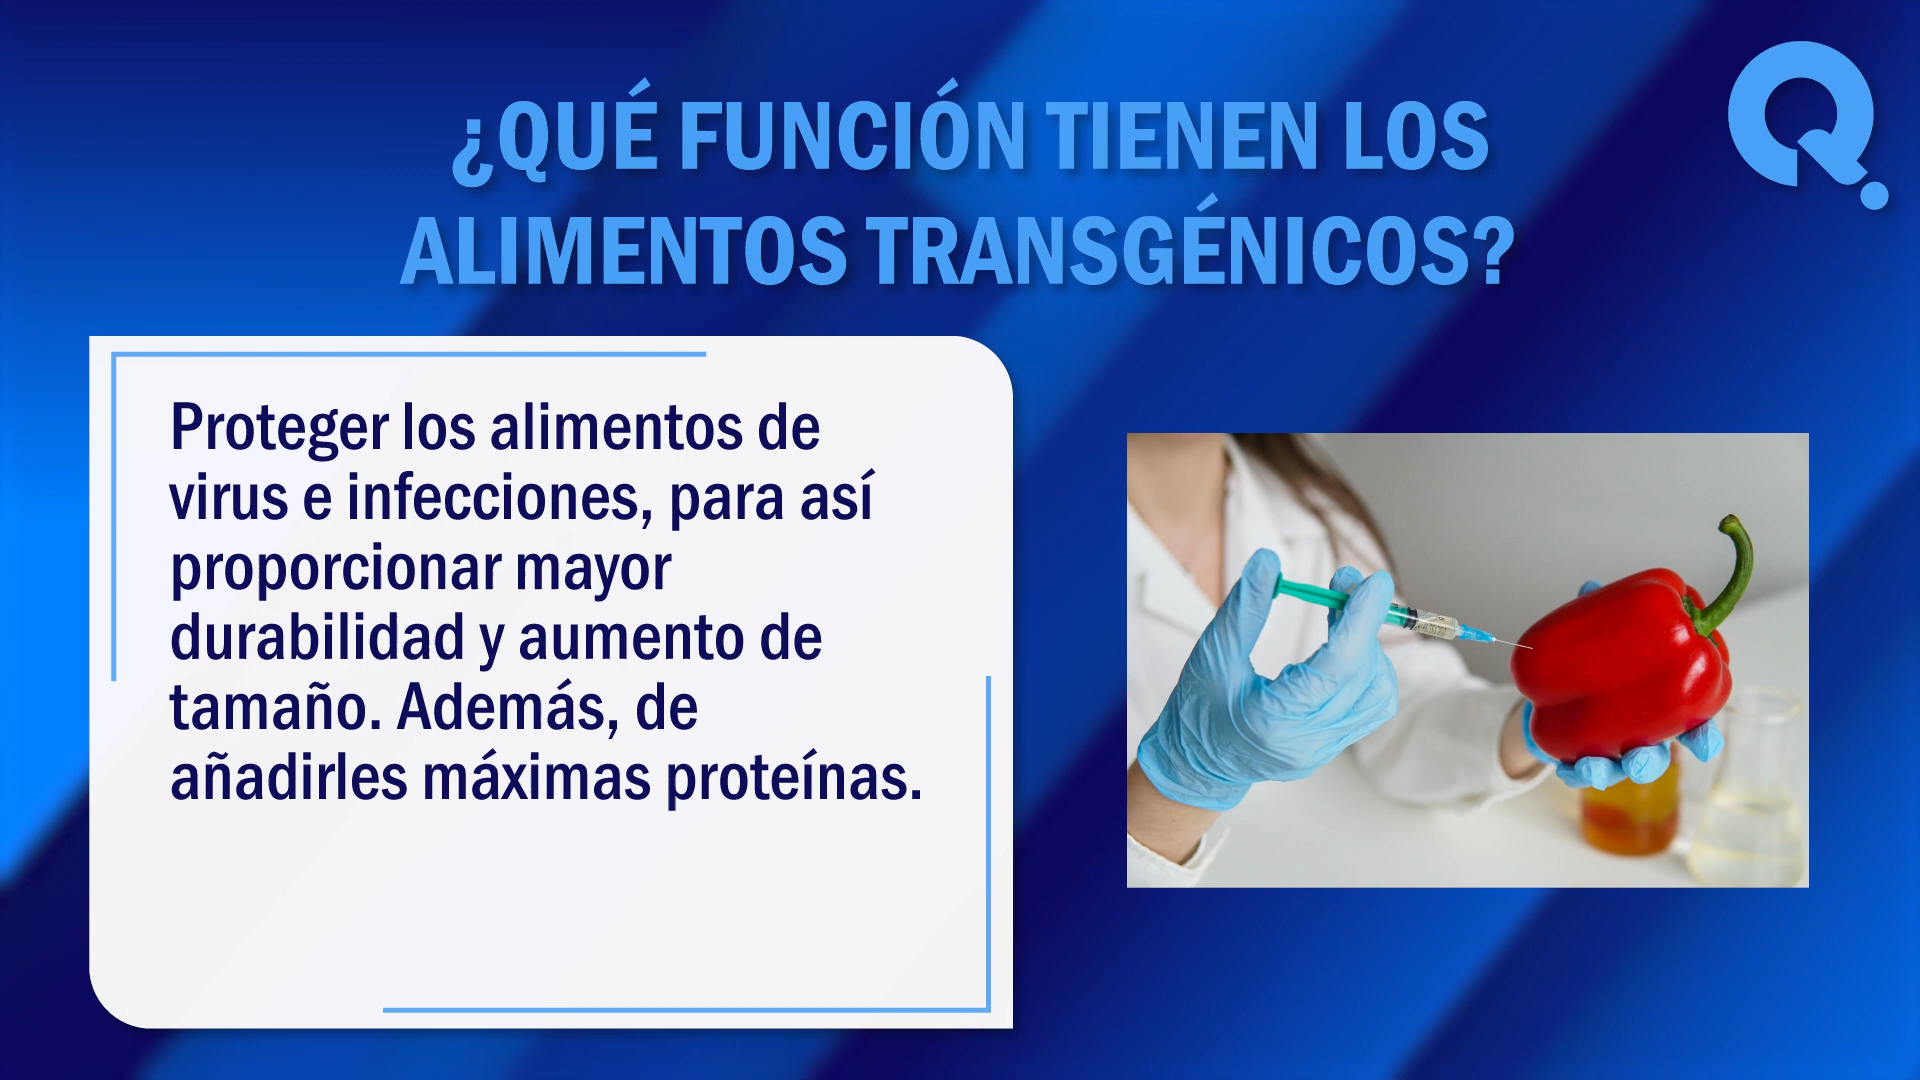 ¿QUÉ FUNCIÓN TIENEN LOS
ALIMENTOS TRANSGÉNICOS?
Proteger los alimentos de
virus e infecciones, para así
proporcionar mayor
durabilidad y aumento de
tamaño. Además, de
añadirles máximas proteínas.